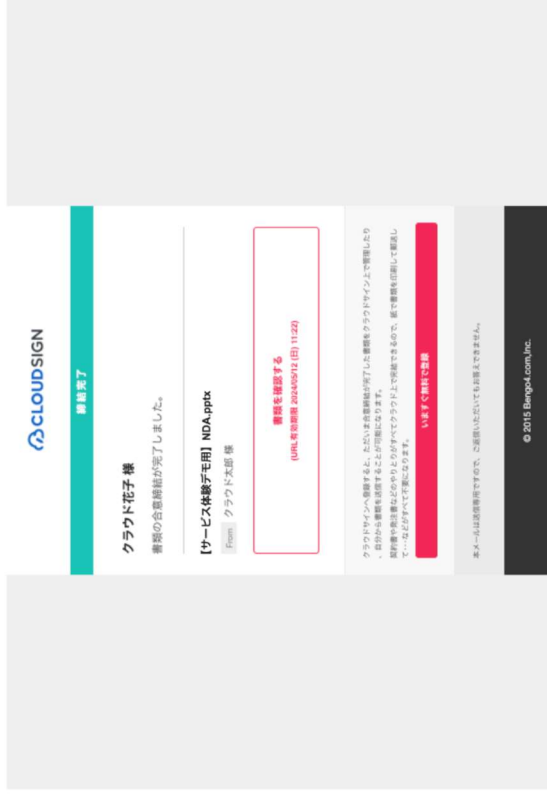 CLOUDSIGN
締結完了
クラウド花子 様
書類の合意締結が完了しました。
【サービス体験デモ用】NDA.pptx
From クラウド太郎 様
書類を確認する
(URL有効期限 2024/05/12 (日) 11:22)
クラウドサインへ登録すると、ただいま合意締結が完了した書類をクラウドサイン上で管理したり
、自分から書類を送信することが可能になります。
契約書や発注書などのやりとりがすべてクラウド上で完結できるので、紙で書類を印刷して郵送し
て…などがすべて不要になります。
いますぐ無料で登録
本メールは送信専用ですので、ご返信いただいてもお答えできません。
© 2015 Bengo4.com,Inc.